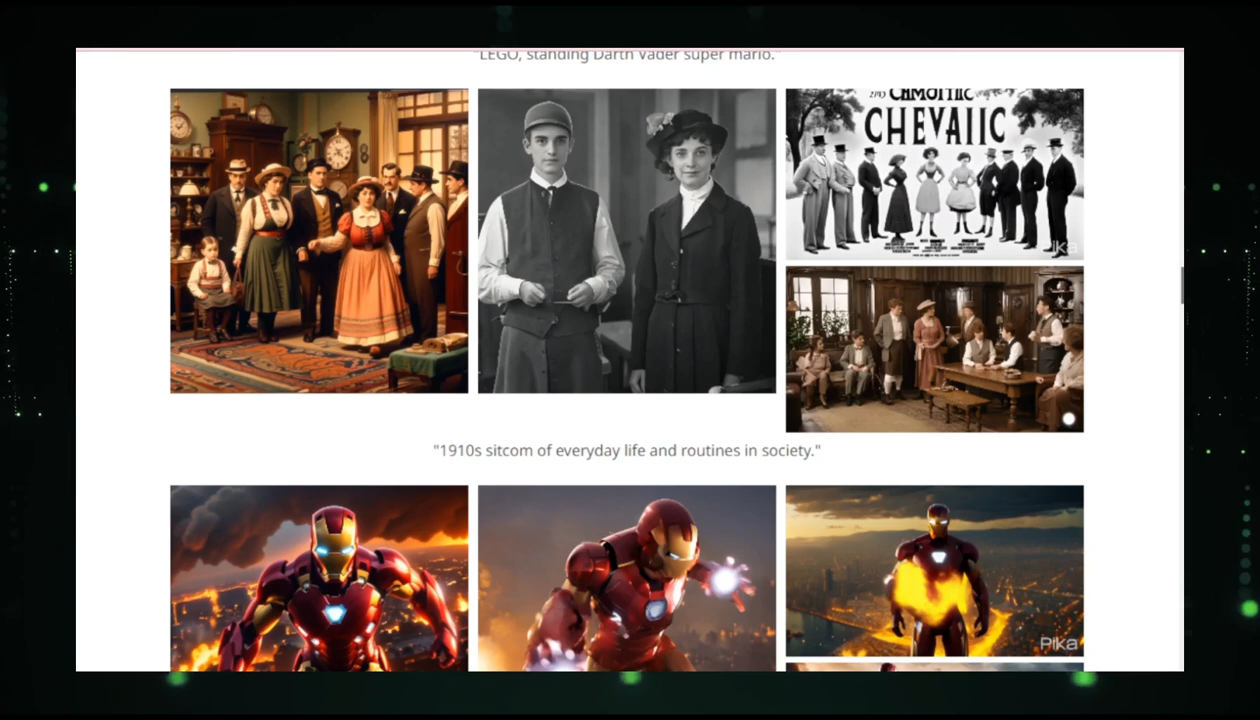 "LEGO, standing Darth Vader super mario."
CHEVAIIC
"1910s sitcom of everyday life and routines in society."
Pika